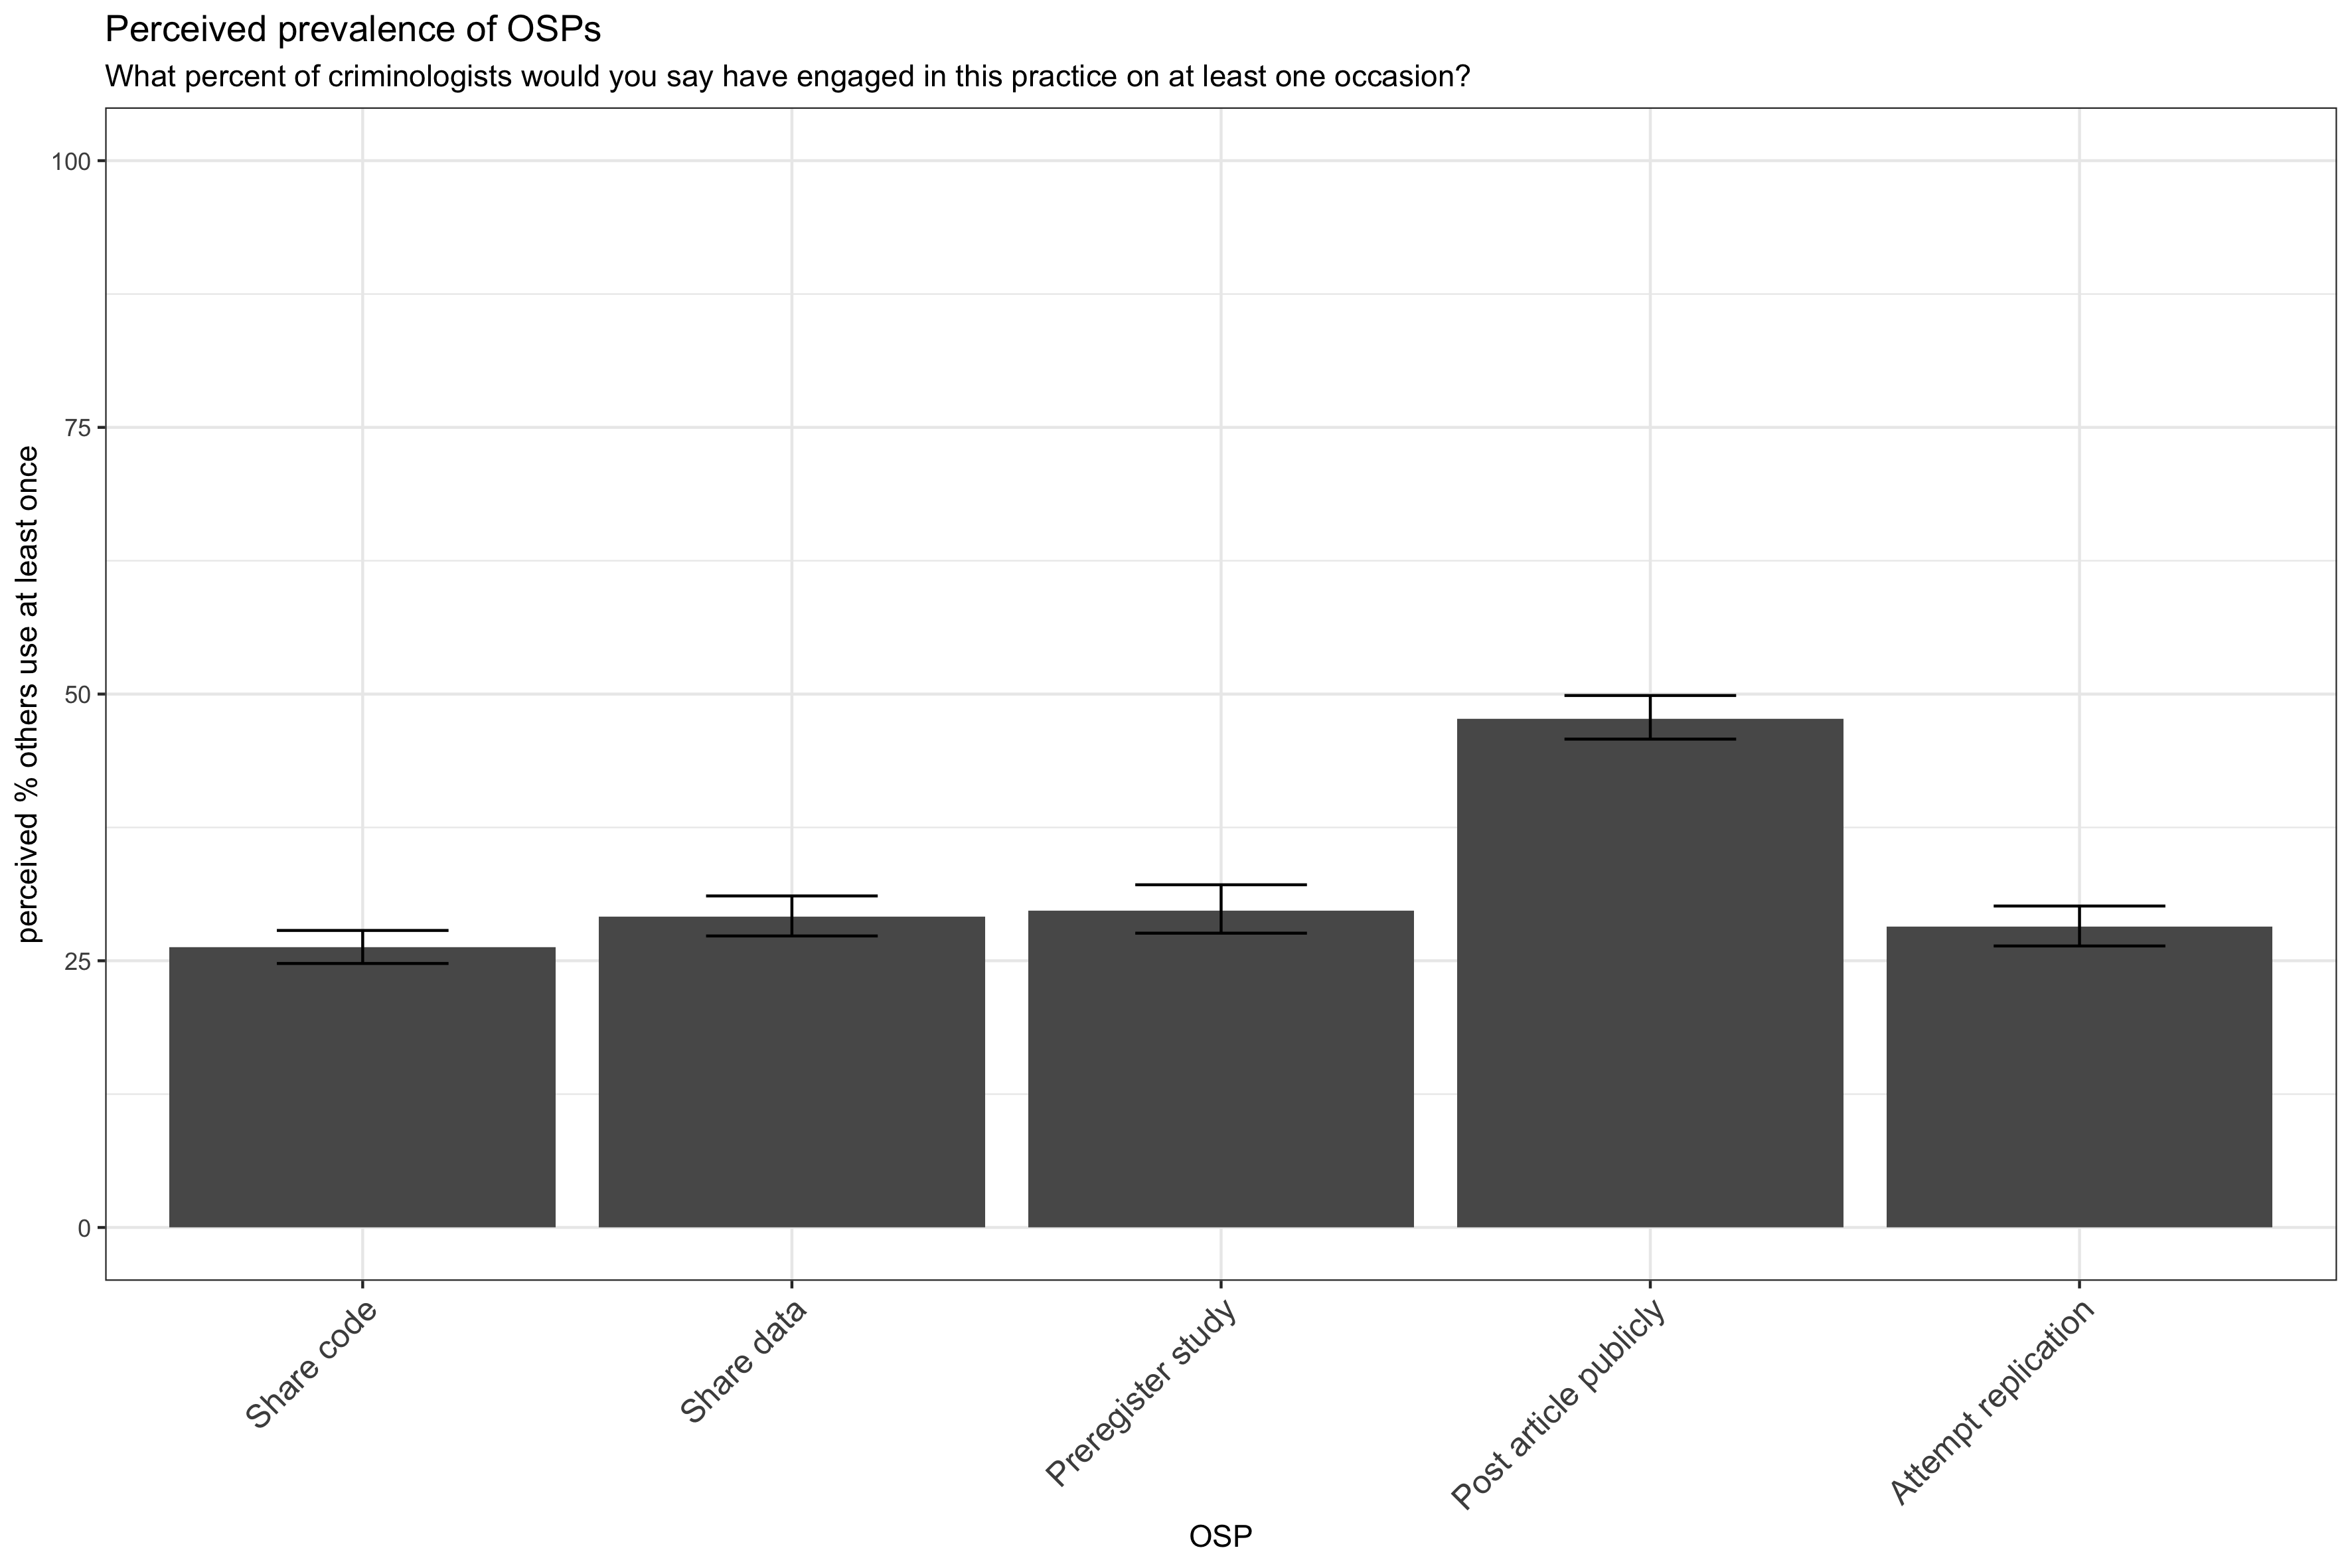 Perceived prevalence of OSPs
What percent of criminologists would you say have engaged in this practice on at least one occasion?
perceived % others use at least once
100
75
50
25
0
Share code
Share data
Preregister study
Post article publicly
Attempt replication
OSP